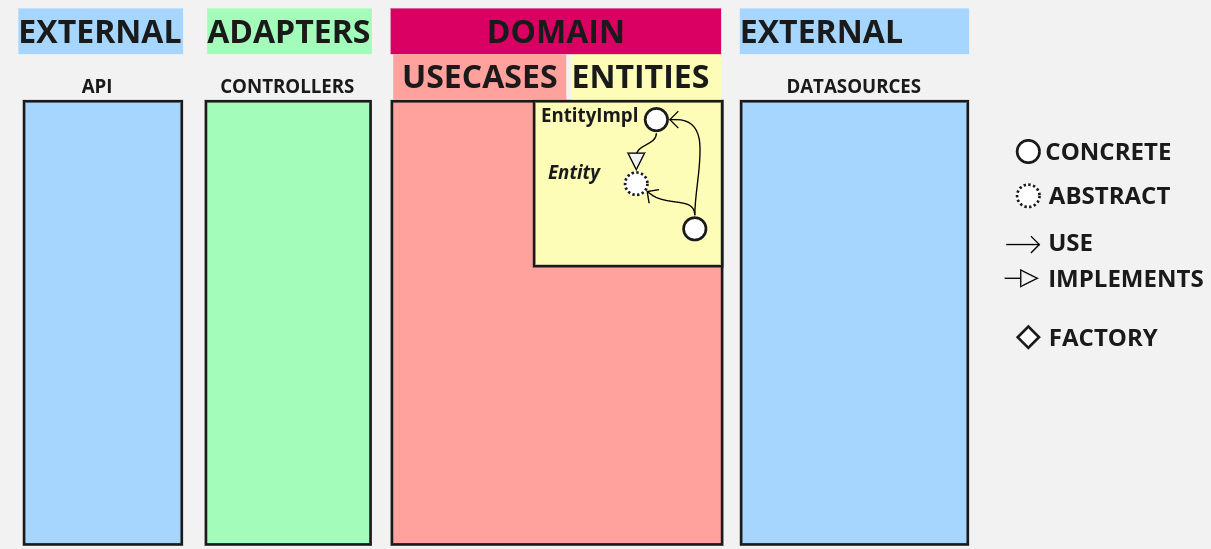 EXTERNAL
ADAPTERS
DOMAIN
EXTERNAL
USECASES
ENTITIES
API
CONTROLLERS
DATASOURCES
EntityImpl
Entity
CONCRETE
ABSTRACT
USE
IMPLEMENTS
FACTORY